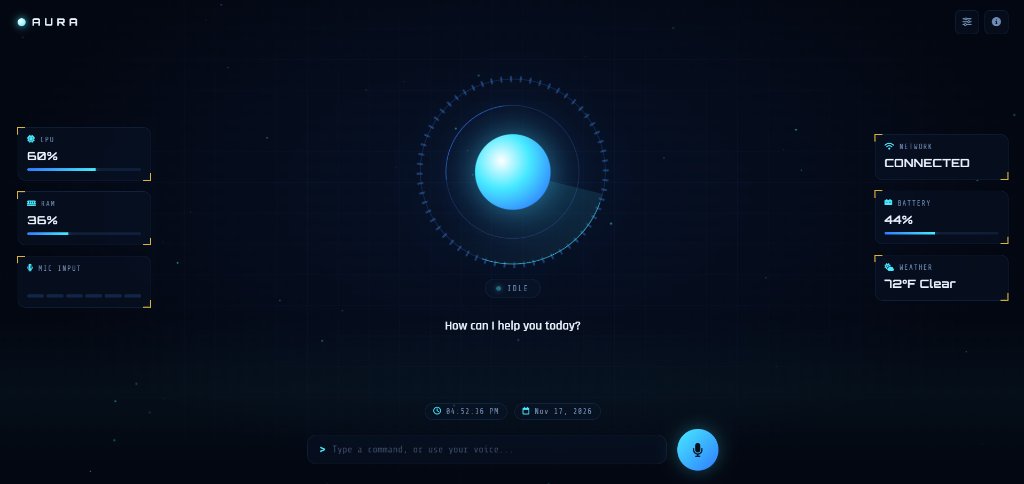 AURA
CPU
60%
RAM
36%
MIC INPUT
NETWORK
CONNECTED
BATTERY
44%
WEATHER
72°F Clear
IDLE
How can I help you today?
04:52:36 PM
Nov 17, 2026
> Type a command, or use your voice...